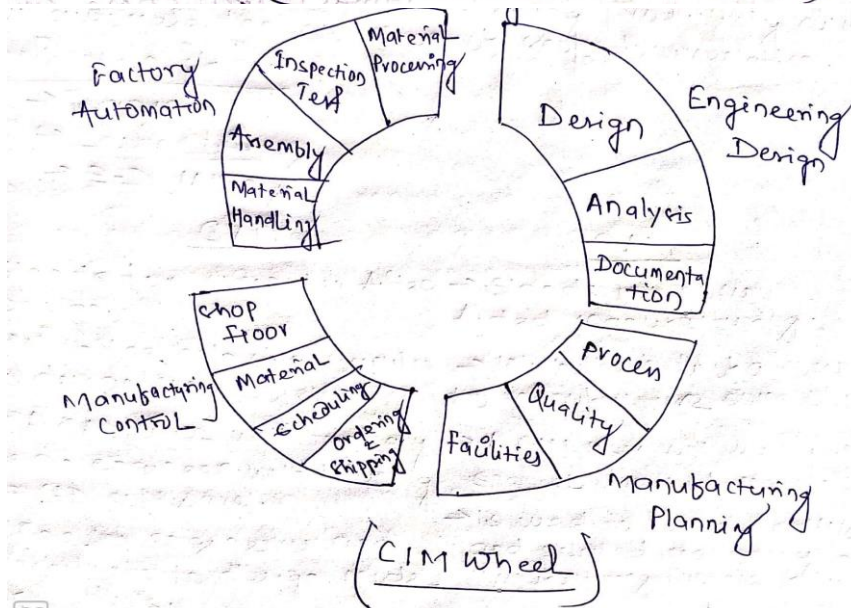 Factory
Automation
Material
Processing
Inspection
Test
Assembly
Material
Handling
Design
Analysis
Documenta
tion
Engineering
Design
Process
Quality
Facilities
Manufacturing
Planning
Shop
floor
Material
Scheduling
Ordering
&
Shipping
Manufacturing
Control
CIM Wheel